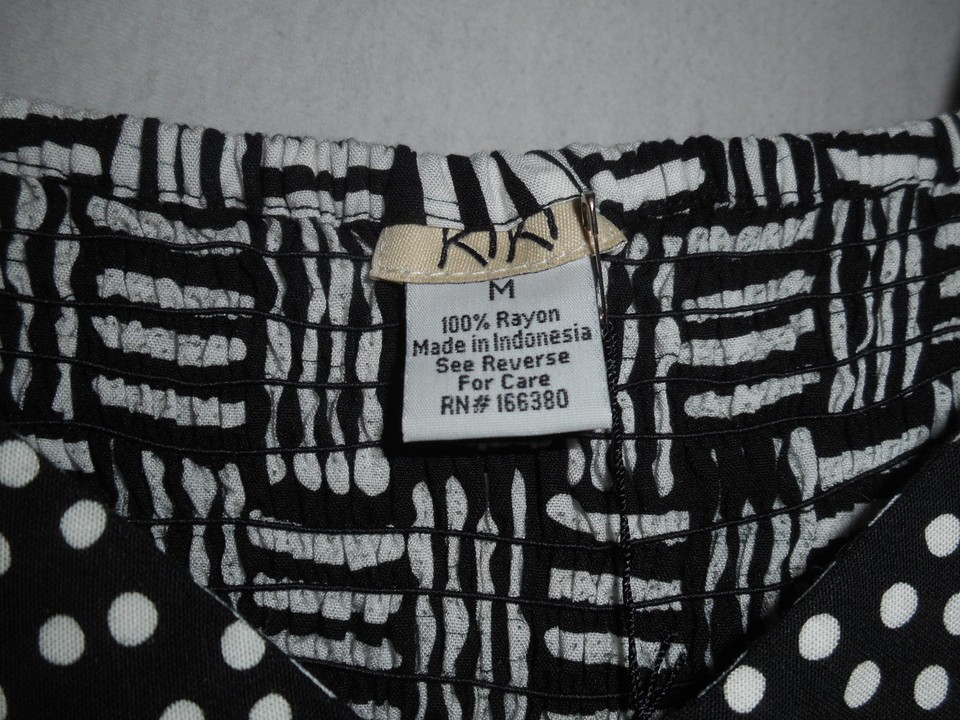 KIKI
M
100% Rayon
Made in Indonesia
See Reverse
For Care
RN# 166380